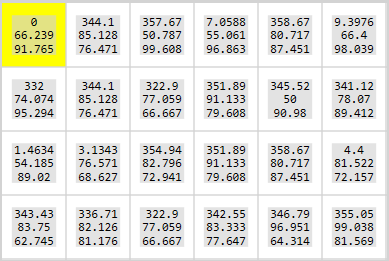 0 344.1 357.67 7.0588 358.67 9.3976
66.239 85.128 50.769 55.061 80.717 66.4
91.765 76.471 99.608 96.863 87.451 98.039
332 344.1 322.9 351.89 345.52 341.12
74.074 85.128 77.059 91.133 50 78.07
95.294 76.471 66.667 79.608 90.98 89.412
1.4634 3.1343 354.94 351.89 358.67 4.4
54.185 76.571 82.796 91.133 80.717 81.522
89.02 68.627 72.941 79.608 87.451 72.157
343.43 336.71 322.9 342.55 346.79 355.05
83.75 82.126 77.059 83.333 96.951 99.038
62.745 81.176 66.667 77.647 64.314 81.569